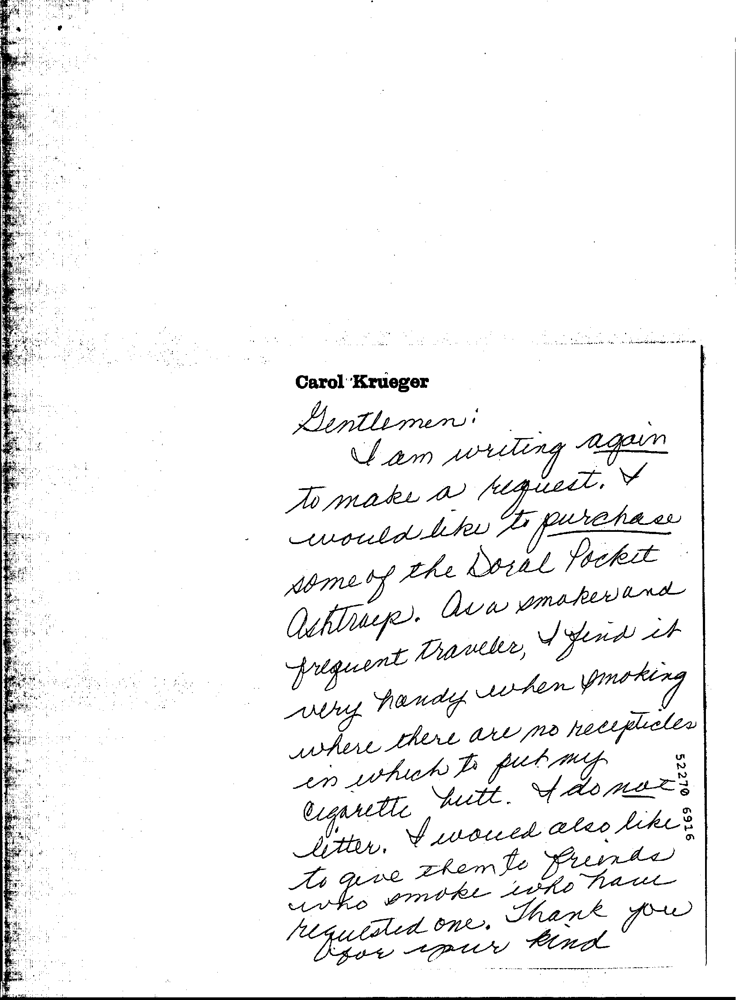 Carol Krueger
Gentlemen:
I am writing again
to make a request. I
would like to purchase
some of the Doral Pocket
Ashtrays. As a smoker and
frequent traveler, I find it
very handy when smoking
where there are no recepticles
in which to put my
cigarette butt. I do not
litter. I would also like
to give them to freinds
who smoke who have
requested one. Thank you
for your kind
52270 6916